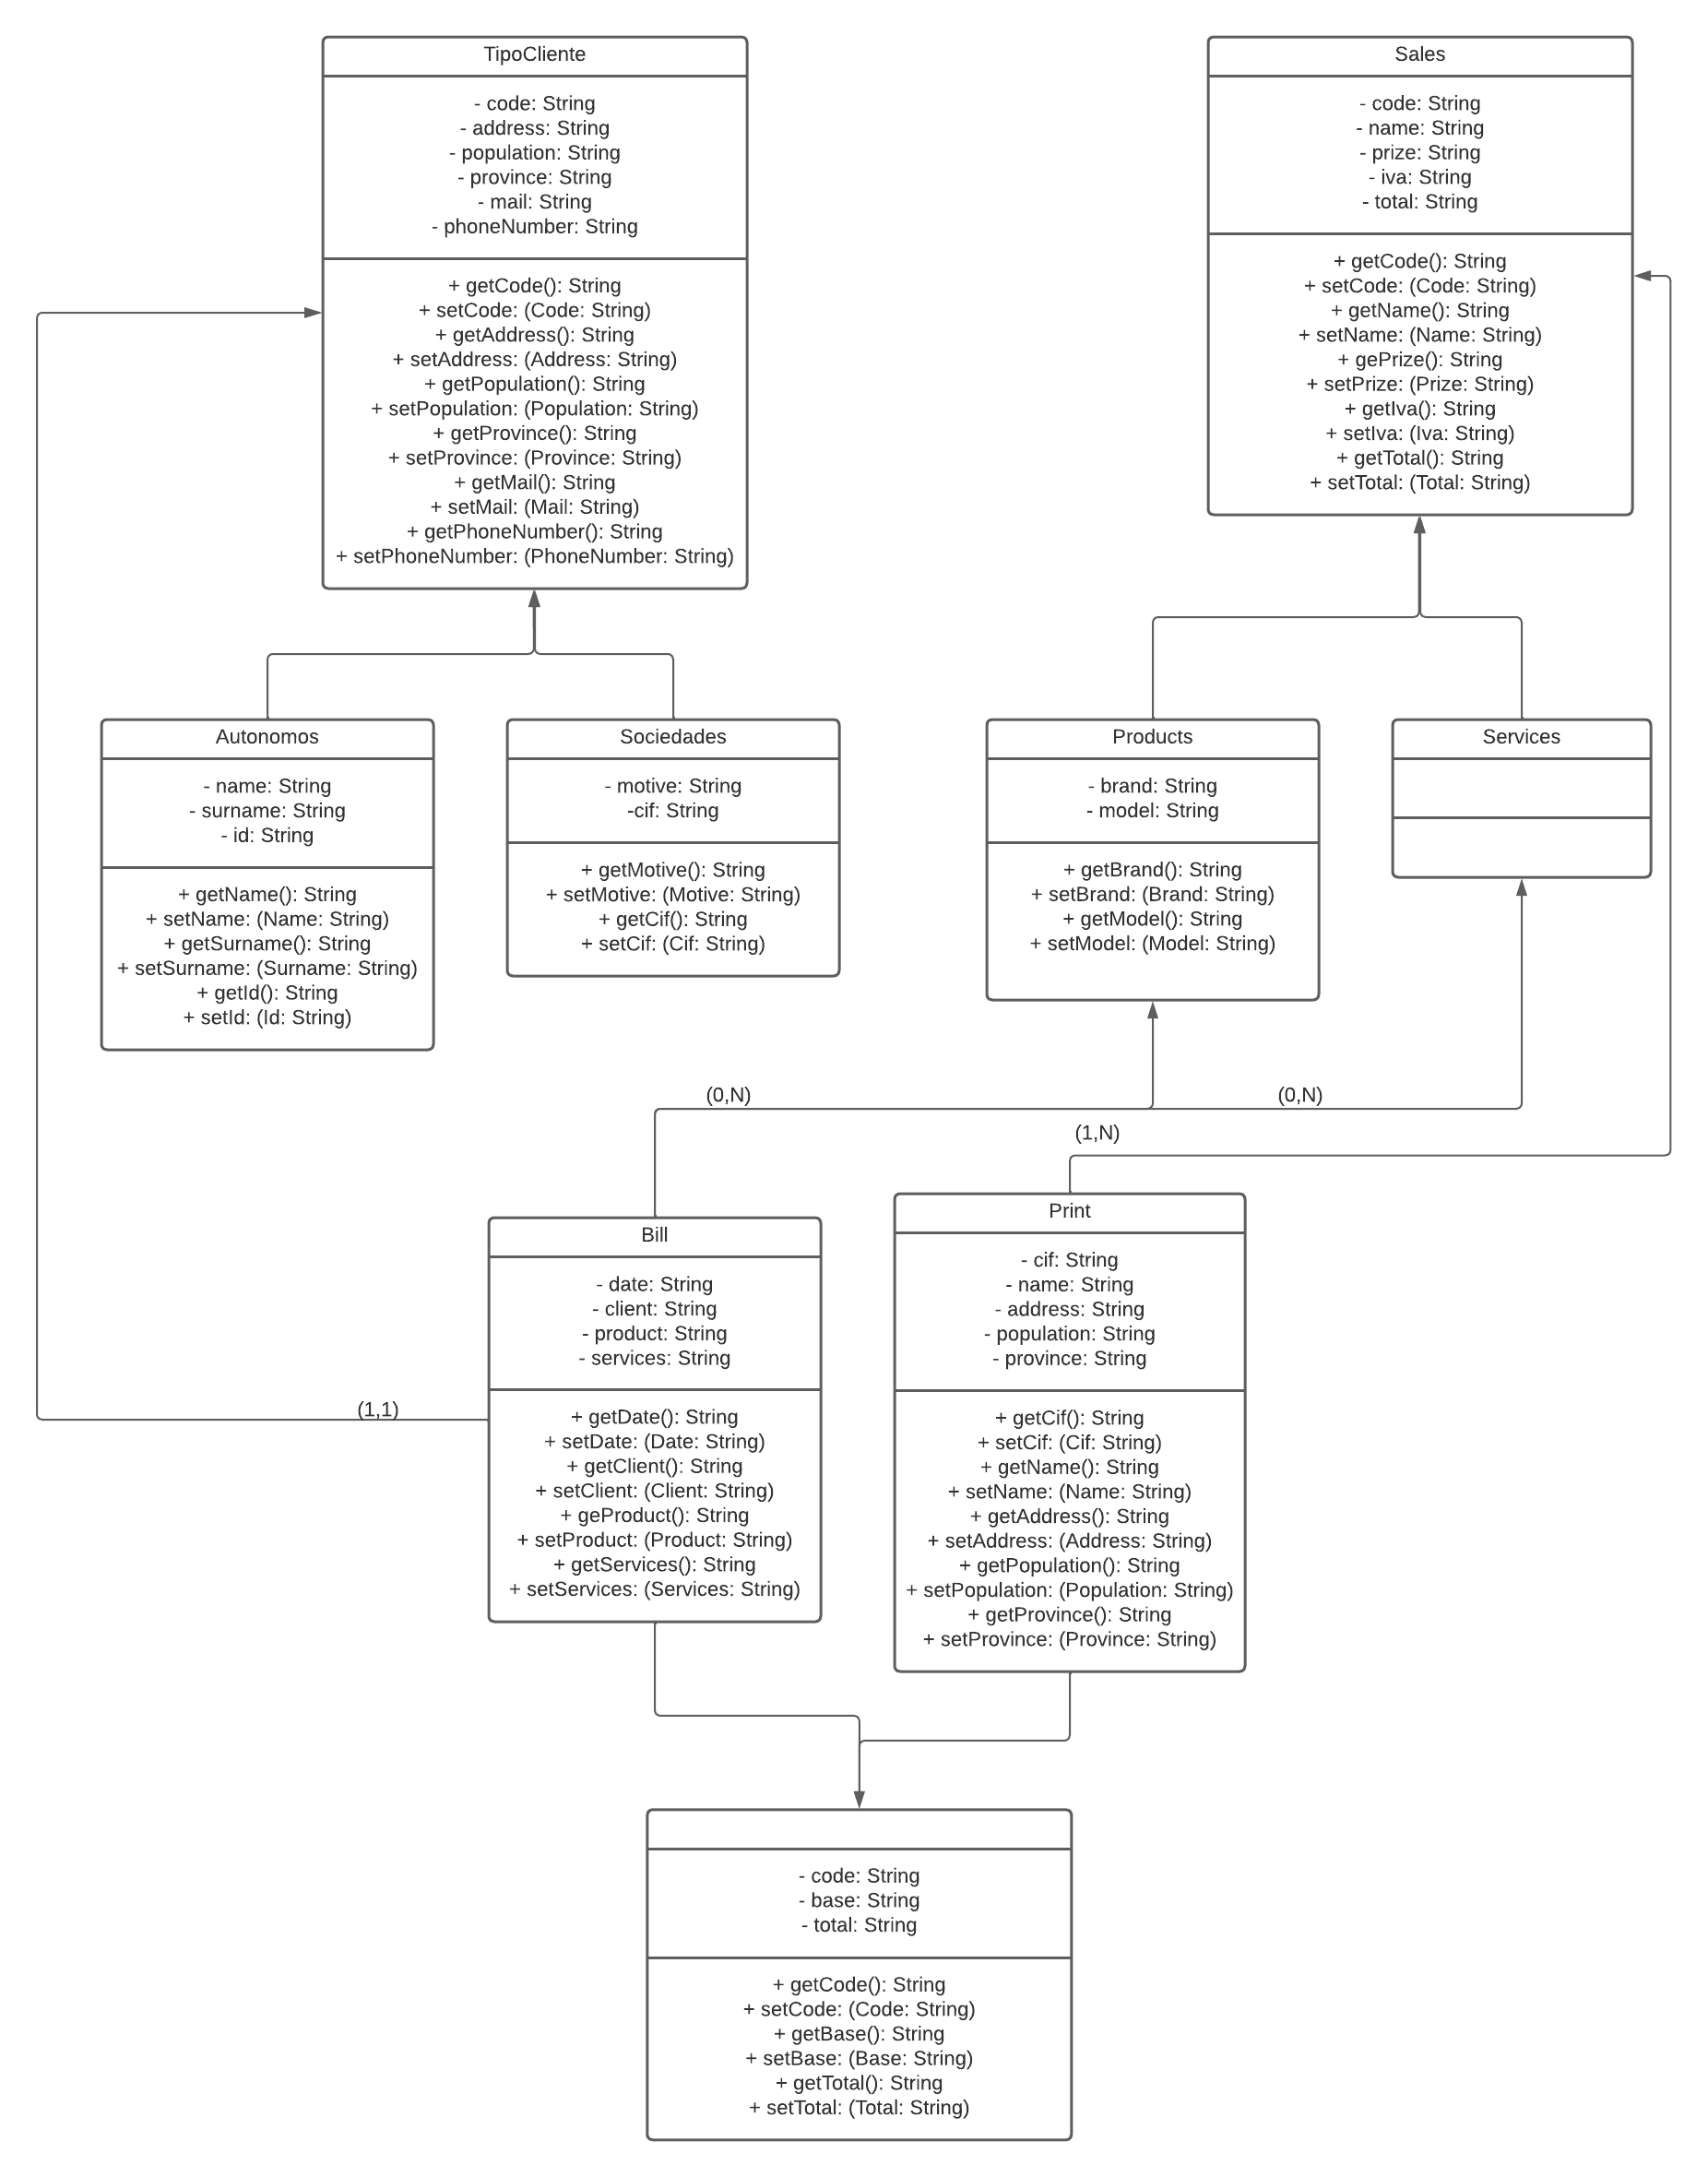 TipoCliente
- code: String
- address: String
- population: String
- province: String
- mail: String
- phoneNumber: String
+ getCode(): String
+ setCode: (Code: String)
+ getAddress(): String
+ setAddress: (Address: String)
+ getPopulation(): String
+ setPopulation: (Population: String)
+ getProvince(): String
+ setProvince: (Province: String)
+ getMail(): String
+ setMail: (Mail: String)
+ getPhoneNumber(): String
+ setPhoneNumber: (PhoneNumber: String)
Sales
- code: String
- name: String
- prize: String
- iva: String
- total: String
+ getCode(): String
+ setCode: (Code: String)
+ getName(): String
+ setName: (Name: String)
+ gePrize(): String
+ setPrize: (Prize: String)
+ getIva(): String
+ setIva: (Iva: String)
+ getTotal(): String
+ setTotal: (Total: String)
Autonomos
- name: String
- surname: String
- id: String
+ getName(): String
+ setName: (Name: String)
+ getSurname(): String
+ setSurname: (Surname: String)
+ getId(): String
+ setId: (Id: String)
Sociedades
- motive: String
-cif: String
+ getMotive(): String
+ setMotive: (Motive: String)
+ getCif(): String
+ setCif: (Cif: String)
Products
- brand: String
- model: String
+ getBrand(): String
+ setBrand: (Brand: String)
+ getModel(): String
+ setModel: (Model: String)
Services
(0,N)
(0,N)
(1,N)
(1,1)
Bill
- date: String
- client: String
- product: String
- services: String
+ getDate(): String
+ setDate: (Date: String)
+ getClient(): String
+ setClient: (Client: String)
+ geProduct(): String
+ setProduct: (Product: String)
+ getServices(): String
+ setServices: (Services: String)
Print
- cif: String
- name: String
- address: String
- population: String
- province: String
+ getCif(): String
+ setCif: (Cif: String)
+ getName(): String
+ setName: (Name: String)
+ getAddress(): String
+ setAddress: (Address: String)
+ getPopulation(): String
+ setPopulation: (Population: String)
+ getProvince(): String
+ setProvince: (Province: String)
- code: String
- base: String
- total: String
+ getCode(): String
+ setCode: (Code: String)
+ getBase(): String
+ setBase: (Base: String)
+ getTotal(): String
+ setTotal: (Total: String)